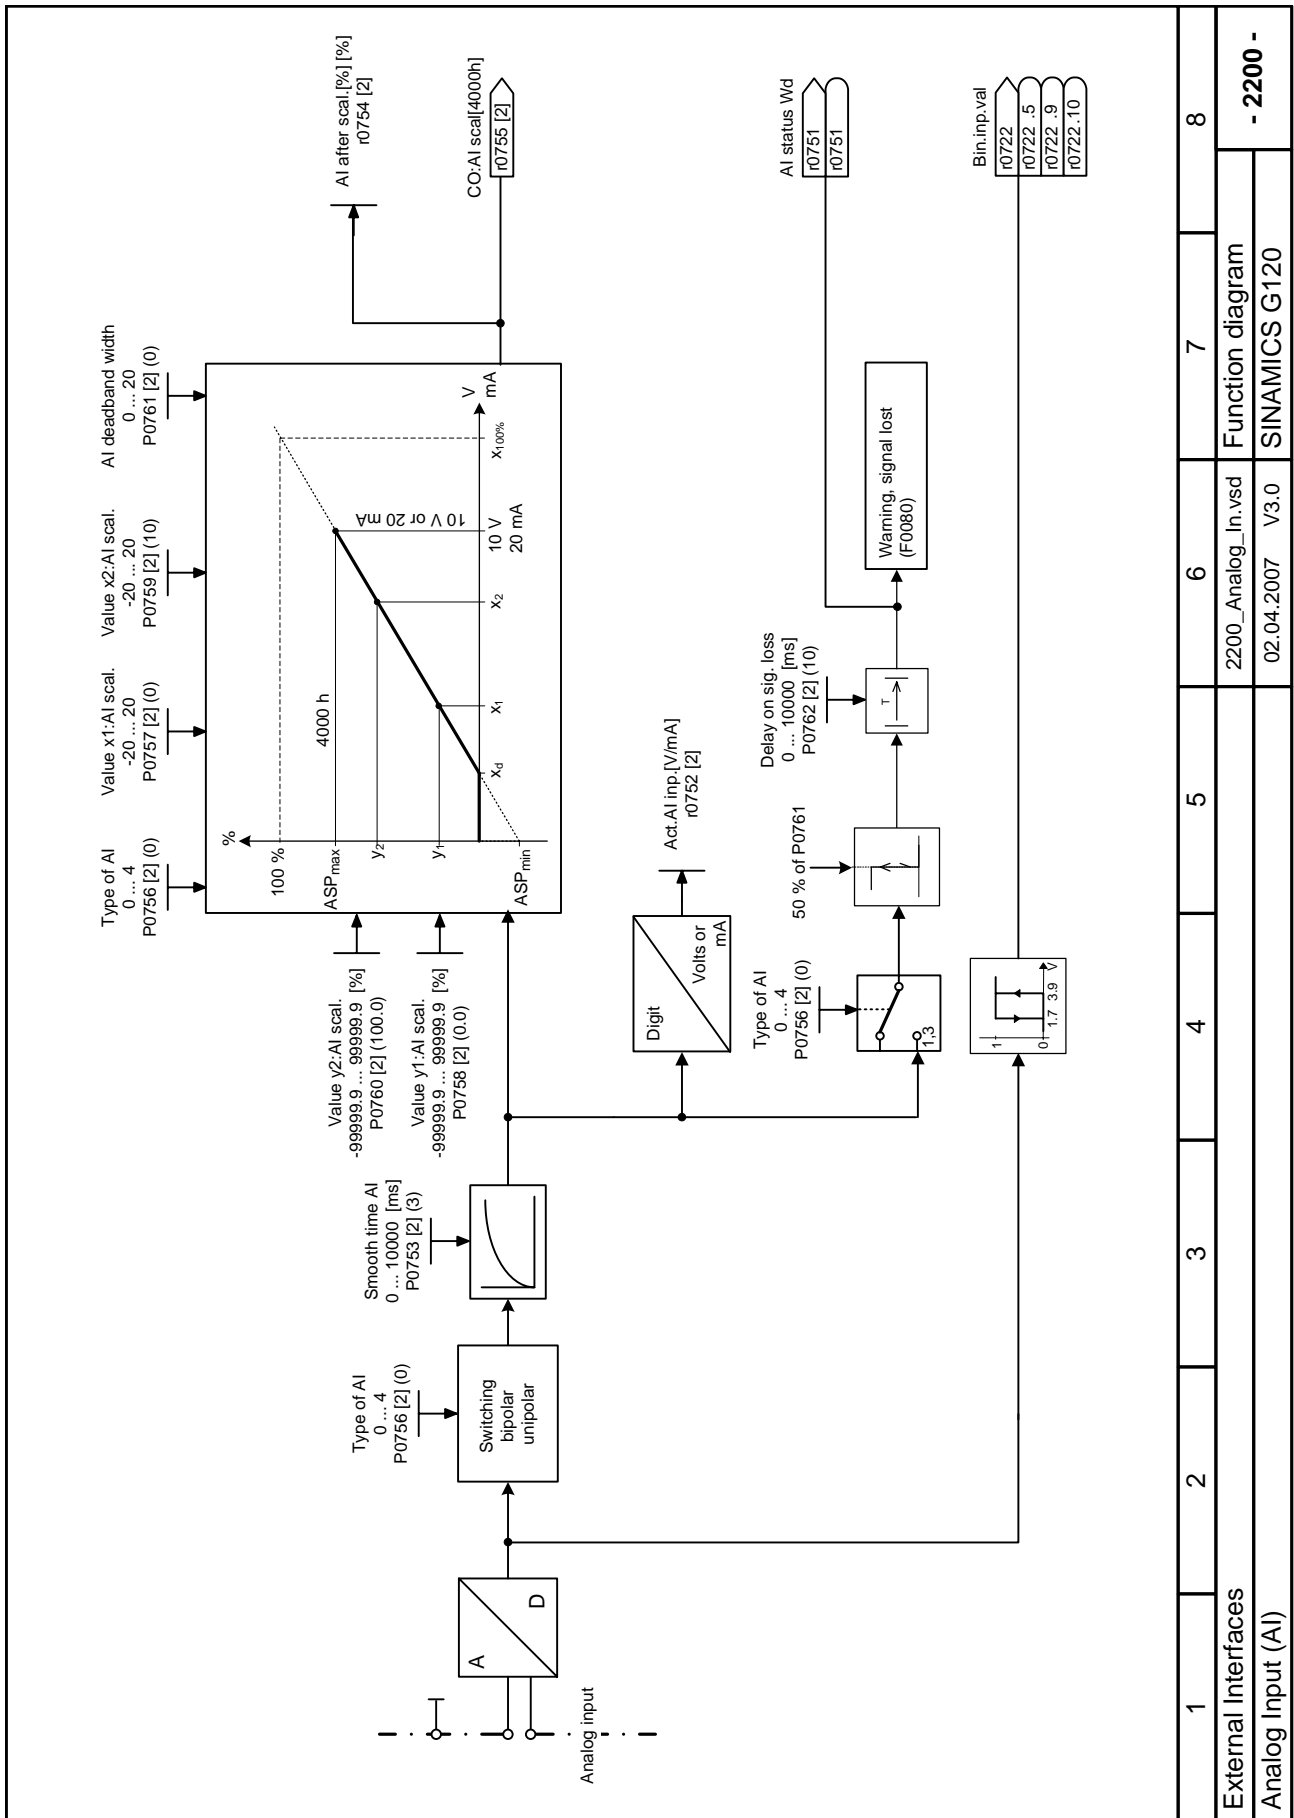 Analog input
A
D
Type of AI
0 ... 4
P0756 [2] (0)
Switching
bipolar
unipolar
Smooth time AI
0 ... 10000 [ms]
P0753 [2] (3)
Value y2:AI scal.
-99999.9 ... 99999.9 [%]
P0760 [2] (100.0)
Value y1:AI scal.
-99999.9 ... 99999.9 [%]
P0758 [2] (0.0)
Type of AI
0 ... 4
P0756 [2] (0)
Value x1:AI scal.
-20 ... 20
P0757 [2] (0)
Value x2:AI scal.
-20 ... 20
P0759 [2] (10)
AI deadband width
0 ... 20
P0761 [2] (0)
%
100 %
ASPmax
y2
y1
ASPmin
4000 h
xd
x1
x2
10 V
20 mA
10 V or 20 mA
x100%
V
mA
AI after scal.[%] [%]
r0754 [2]
CO:AI scal[4000h]
r0755 [2]
Digit
Volts or
mA
Act.AI inp.[V/mA]
r0752 [2]
Type of AI
0 ... 4
P0756 [2] (0)
1,3
50 % of P0761
Delay on sig. loss
0 ... 10000 [ms]
P0762 [2] (10)
T
Warning, signal lost
(F0080)
AI status Wd
r0751
r0751
1
0
1.7 3.9 V
Bin.inp.val
r0722
r0722 .5
r0722 .9
r0722.10
1 2 3 4 5 6 7 8
External Interfaces
Analog Input (AI)
2200_Analog_In.vsd
02.04.2007 V3.0
Function diagram
SINAMICS G120
- 2200 -